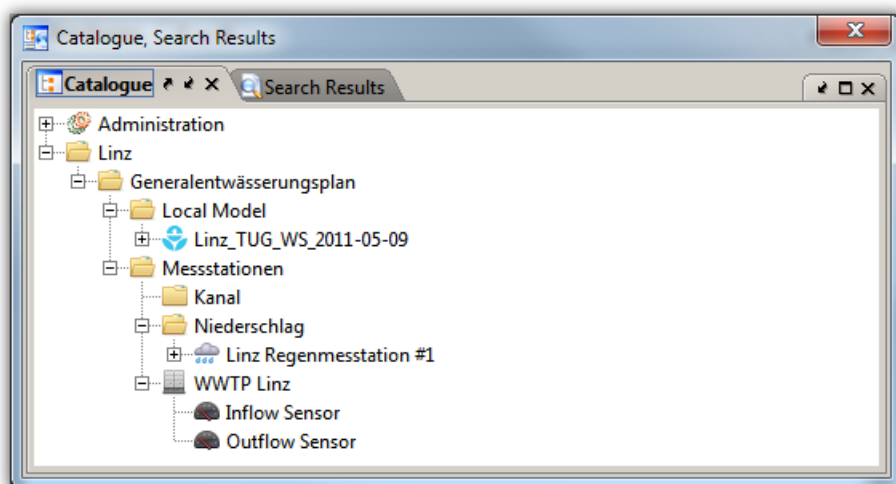 Catalogue, Search Results
Catalogue
Search Results
Administration
Linz
Generalentwässerungsplan
Local Model
Linz_TUG_WS_2011-05-09
Messstationen
Kanal
Niederschlag
Linz Regenmesstation #1
WWTP Linz
Inflow Sensor
Outflow Sensor